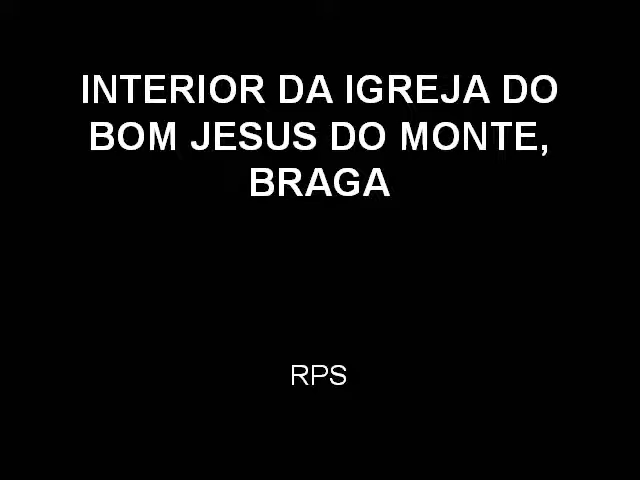 INTERIOR DA IGREJA DO
BOM JESUS DO MONTE,
BRAGA
RPS